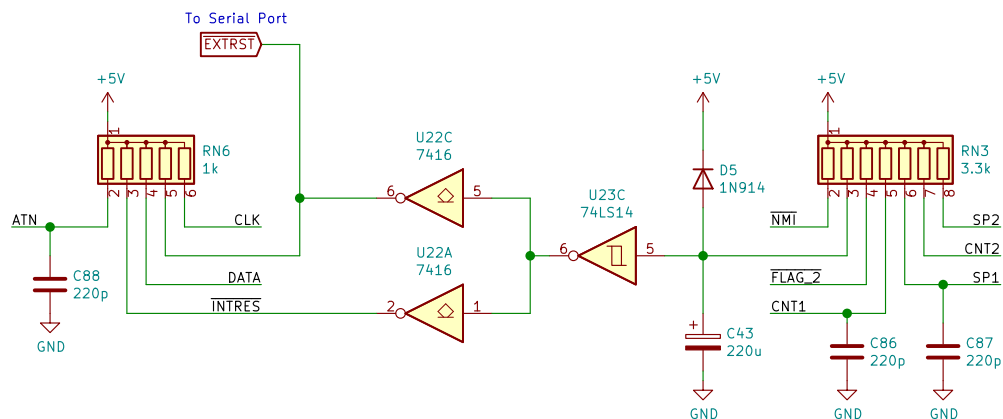 To Serial Port
EXTRST
+5V
+5V
+5V
1
RN6
1k
2
3
4
5
6
ATN
CLK
DATA
INTRES
C88
220p
GND
U22C
7416
6
5
U22A
7416
2
1
U23C
74LS14
6
5
D5
1N914
C43
220u
GND
1
RN3
3.3k
2
3
4
5
6
7
8
NMI
SP2
CNT2
FLAG_2
SP1
CNT1
C86
220p
GND
C87
220p
GND
+